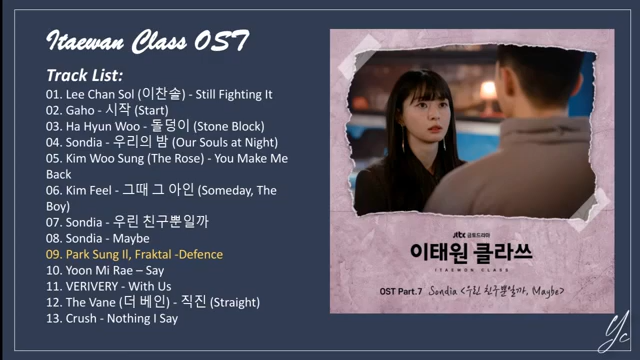 Itaewon Class OST
Track List:
01. Lee Chan Sol (이찬솔) - Still Fighting It
02. Gaho - 시작 (Start)
03. Ha Hyun Woo - 돌덩이 (Stone Block)
04. Sondia - 우리의 밤 (Our Souls at Night)
05. Kim Woo Sung (The Rose) - You Make Me
Back
06. Kim Feel - 그때 그 아인 (Someday, The
Boy)
07. Sondia - 우린 친구뿐일까
08. Sondia - Maybe
09. Park Sung Il, Fraktal -Defence
10. Yoon Mi Rae – Say
11. VERIVERY - With Us
12. The Vane (더 베인) - 직진 (Straight)
13. Crush - Nothing I Say
jtbc 금토드라마
이태원 클라쓰
ITAEWON CLASS
OST Part.7 Sondia <우린 친구뿐일까, Maybe>
Yc